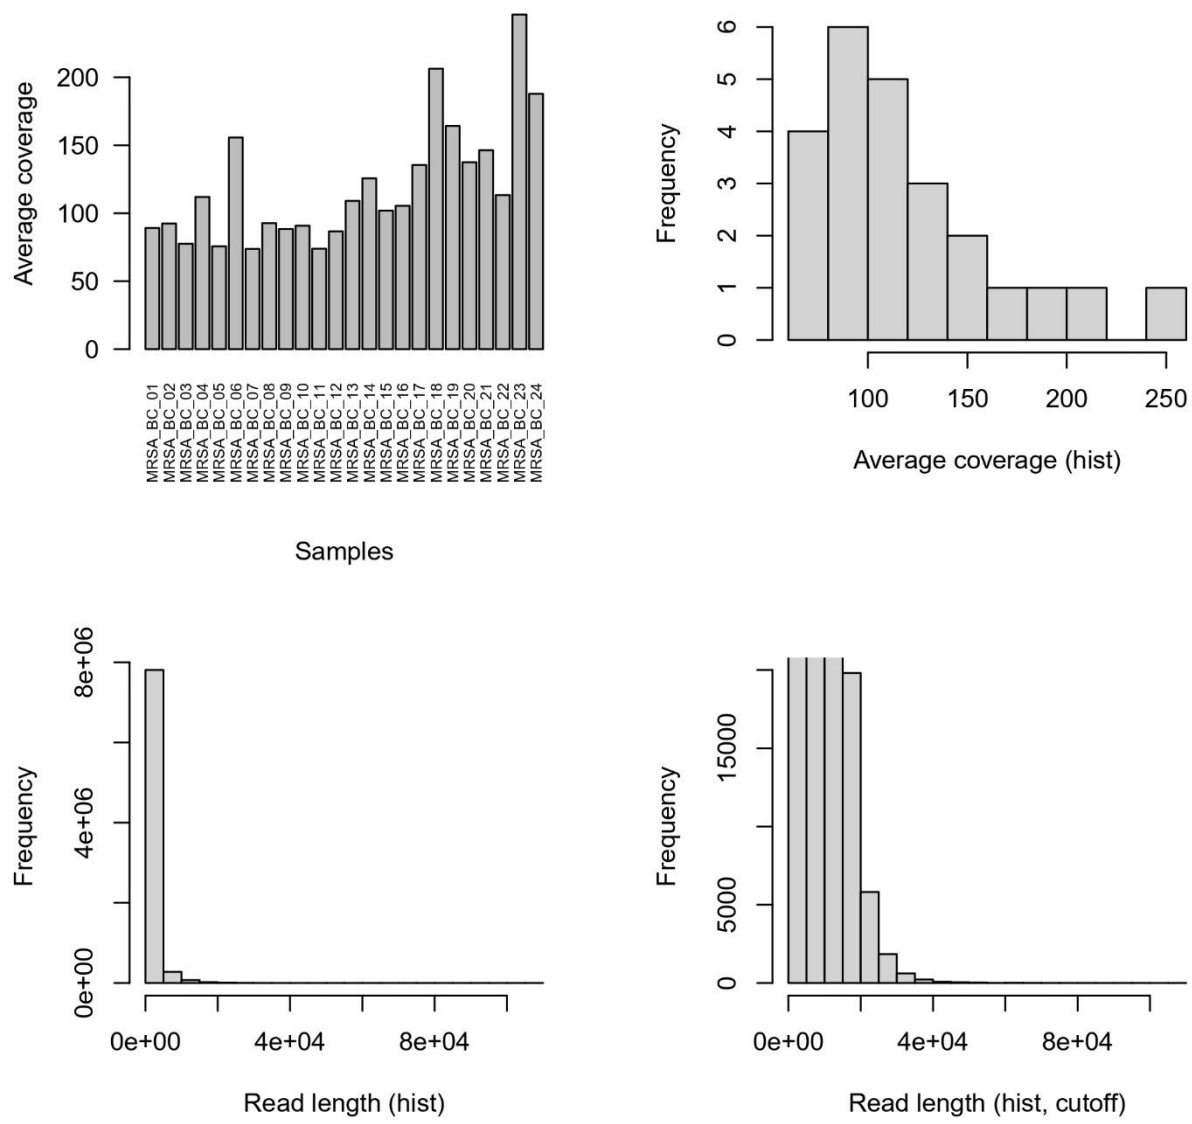 Average coverage
200
150
100
50
0
MRSA_BC_01
MRSA_BC_02
MRSA_BC_03
MRSA_BC_04
MRSA_BC_05
MRSA_BC_06
MRSA_BC_07
MRSA_BC_08
MRSA_BC_09
MRSA_BC_10
MRSA_BC_11
MRSA_BC_12
MRSA_BC_13
MRSA_BC_14
MRSA_BC_15
MRSA_BC_16
MRSA_BC_17
MRSA_BC_18
MRSA_BC_19
MRSA_BC_20
MRSA_BC_21
MRSA_BC_22
MRSA_BC_23
MRSA_BC_24
Samples
Frequency
6
5
4
3
2
1
0
100 150 200 250
Average coverage (hist)
Frequency
8e+06
4e+06
0e+00
0e+00 4e+04 8e+04
Read length (hist)
Frequency
15000
5000
0
0e+00 4e+04 8e+04
Read length (hist, cutoff)